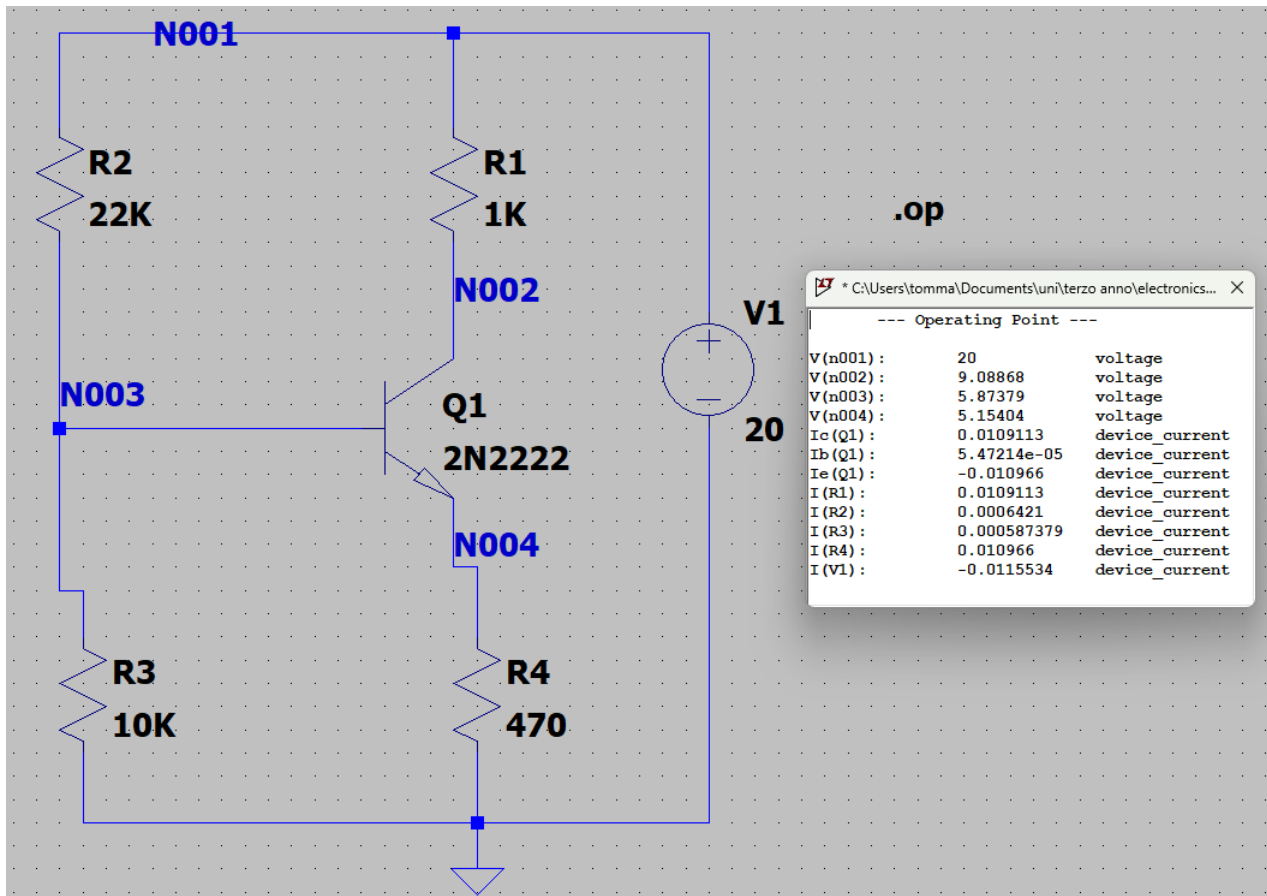 N001
R2
22K
R1
1K
.op
N002
V1
20
N003
Q1
2N2222
N004
R3
10K
R4
470
* C:\Users\tomma\Documents\uni\terzo anno\electronics...
--- Operating Point ---
V(n001): 20 voltage
V(n002): 9.08868 voltage
V(n003): 5.87379 voltage
V(n004): 5.15404 voltage
Ic(Q1): 0.0109113 device_current
Ib(Q1): 5.47214e-05 device_current
Ie(Q1): -0.010966 device_current
I(R1): 0.0109113 device_current
I(R2): 0.0006421 device_current
I(R3): 0.000587379 device_current
I(R4): 0.010966 device_current
I(V1): -0.0115534 device_current